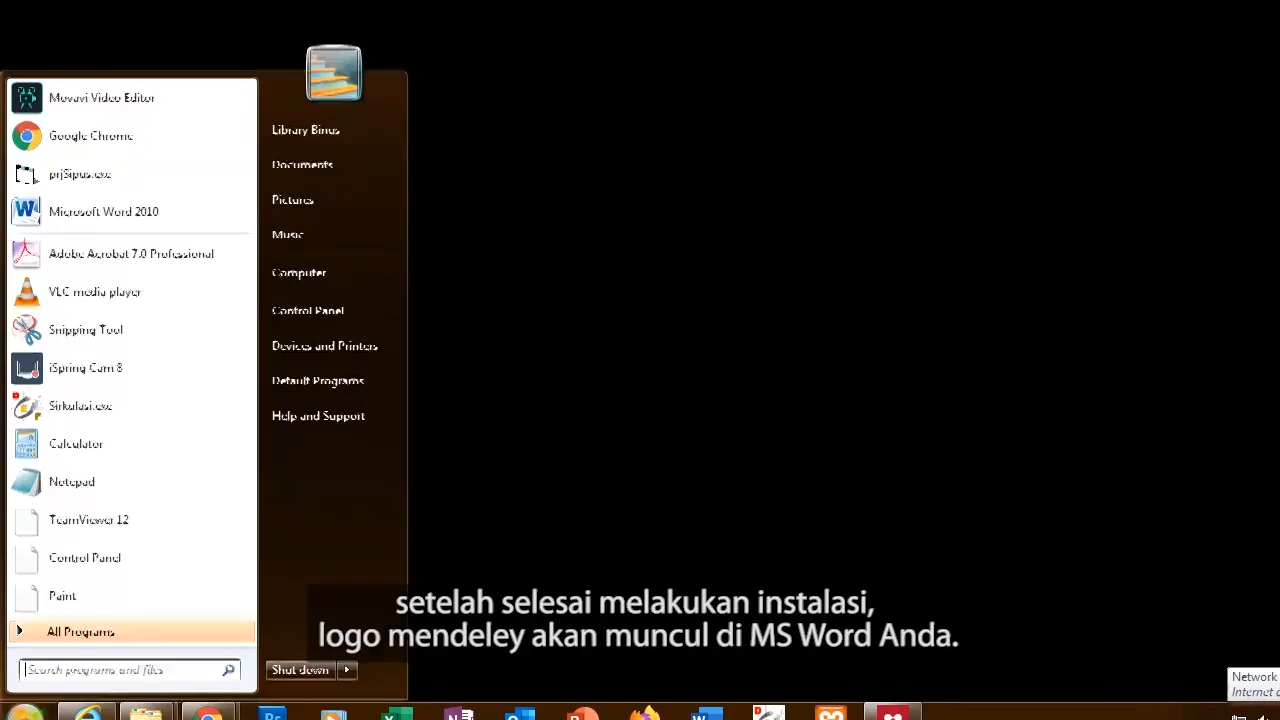 Movavi Video Editor
Google Chrome
prjSipus.exe
Microsoft Word 2010
Adobe Acrobat 7.0 Professional
VLC media player
Snipping Tool
iSpring Cam 8
Sirkulasi.exe
Calculator
Notepad
TeamViewer 12
Control Panel
Paint
All Programs
Search programs and files
Library Binus
Documents
Pictures
Music
Computer
Control Panel
Devices and Printers
Default Programs
Help and Support
Shut down
setelah selesai melakukan instalasi,
logo mendeley akan muncul di MS Word Anda.
Network
Internet